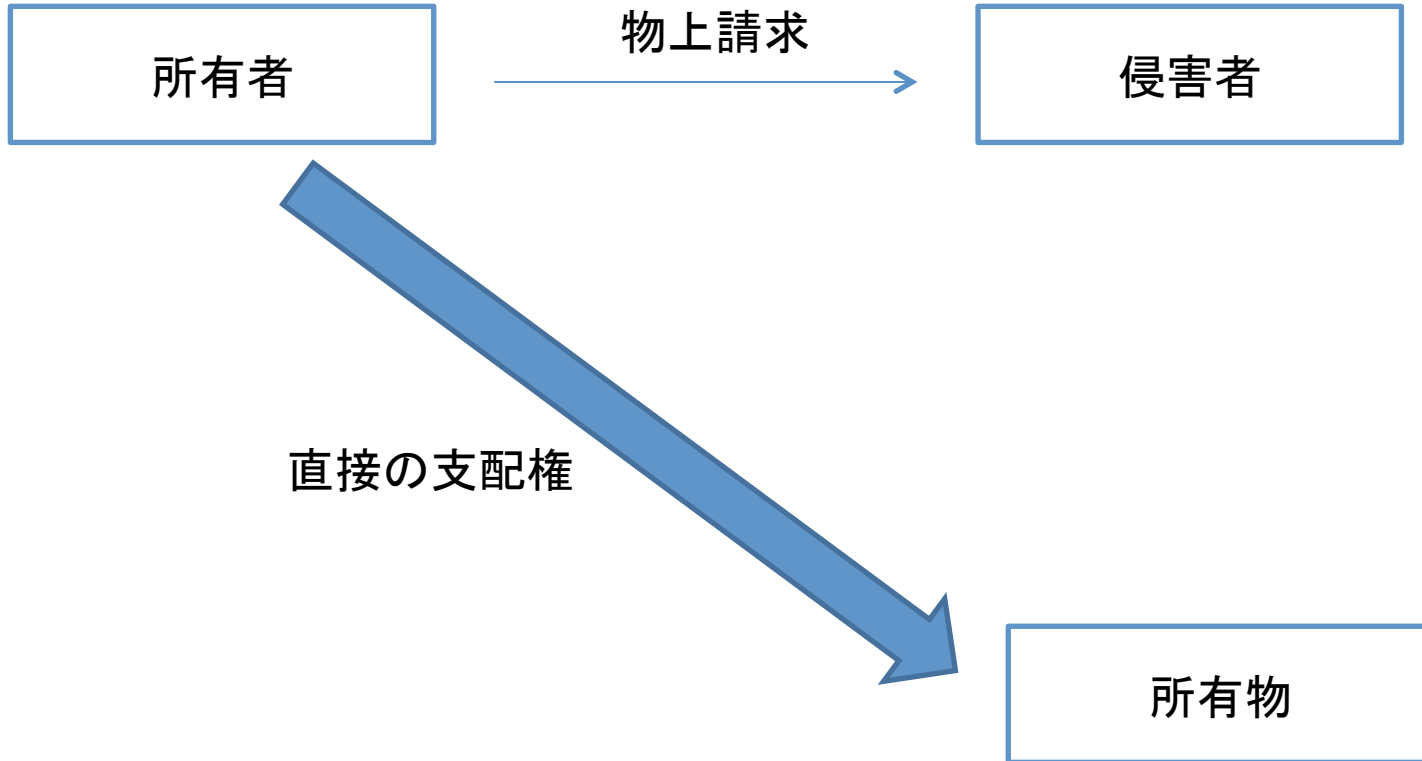 所有者
物上請求
侵害者
直接の支配権
所有物